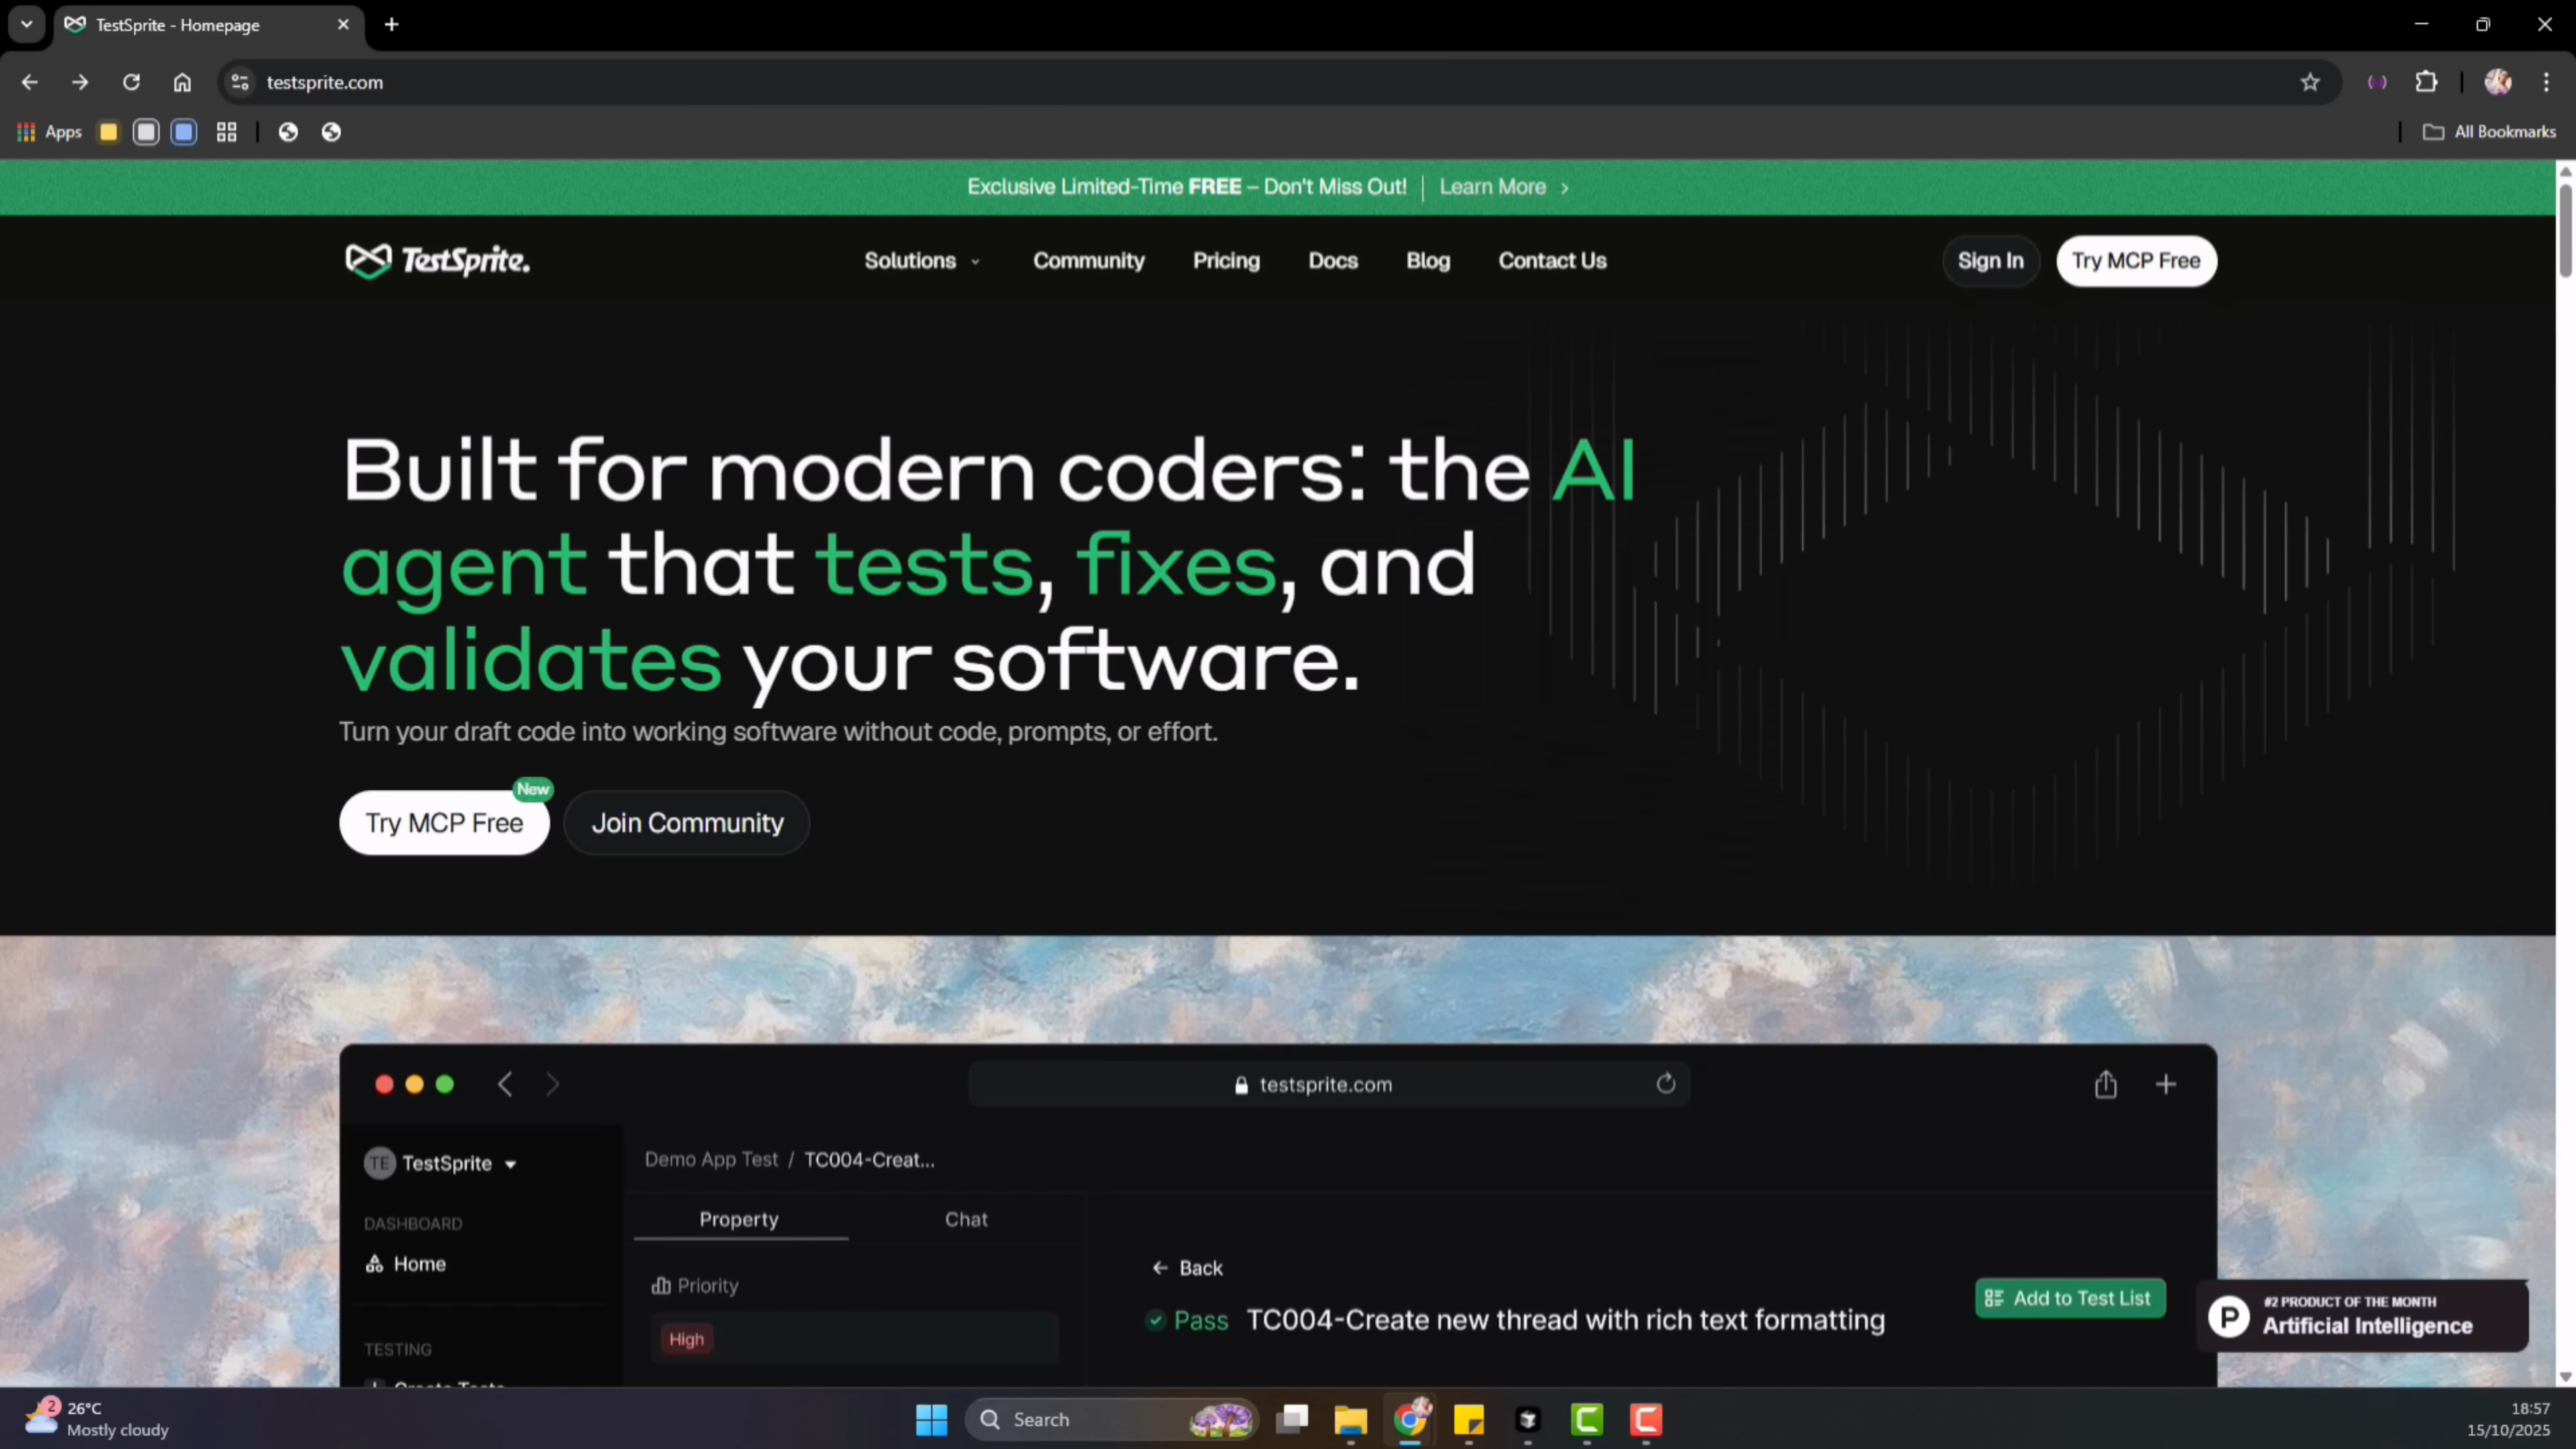 TestSprite - Homepage
testsprite.com
Apps
All Bookmarks
Exclusive Limited-Time FREE – Don't Miss Out! Learn More
TestSprite.
Solutions Community Pricing Docs Blog Contact Us
Sign In
Try MCP Free
Built for modern coders: the AI
agent that tests, fixes, and
validates your software.
Turn your draft code into working software without code, prompts, or effort.
New
Try MCP Free
Join Community
testsprite.com
TE TestSprite
Demo App Test / TC004-Creat...
DASHBOARD
Home
TESTING
Create Tests
Property
Chat
Priority
High
Back
Pass TC004-Create new thread with rich text formatting
Add to Test List
P
#2 PRODUCT OF THE MONTH
Artificial Intelligence
2
26°C
Mostly cloudy
Search
18:57
15/10/2025